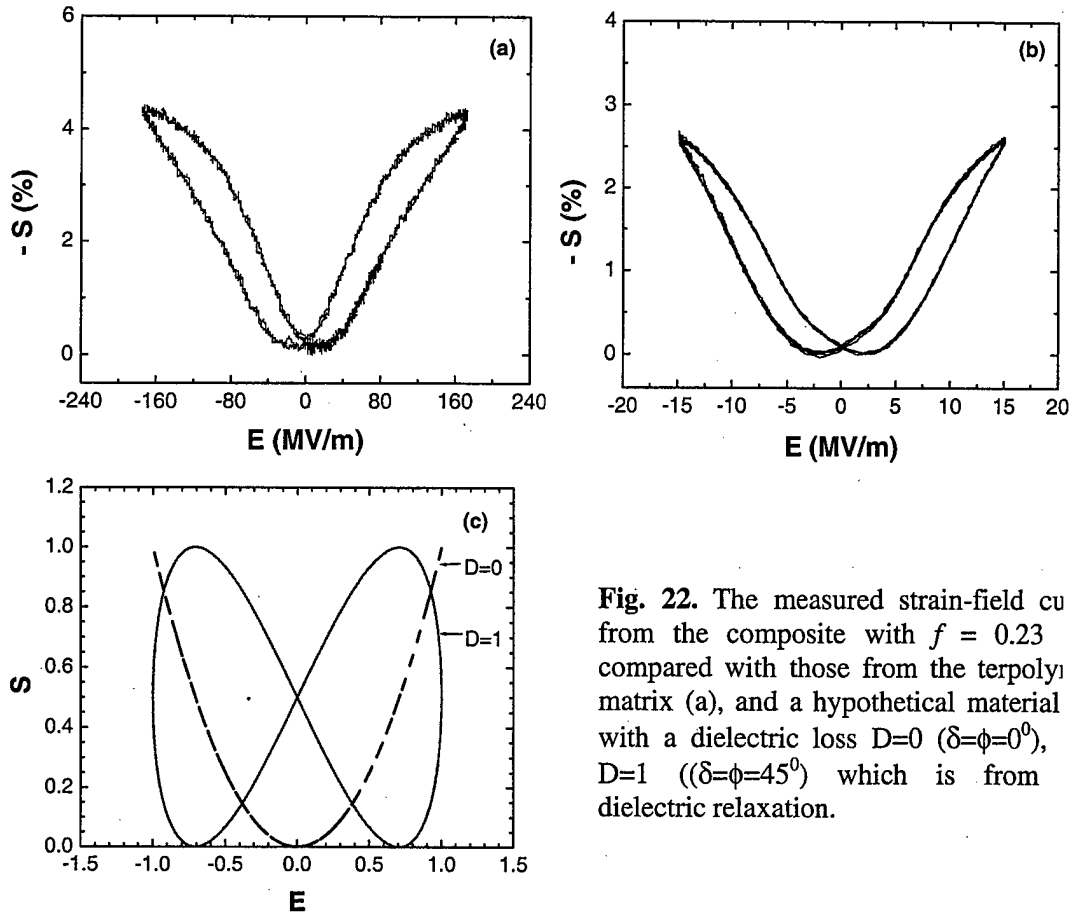 6
(a)
4
- S (%)
2
0
-240 -160 -80 0 80 160 240
E (MV/m)
4
(b)
3
- S (%)
2
1
0
-20 -15 -10 -5 0 5 10 15 20
E (MV/m)
1.2
(c)
1.0
D=0
0.8
D=1
0.6
S
0.4
0.2
0.0
-1.5 -1.0 -0.5 0.0 0.5 1.0 1.5
E
Fig. 22. The measured strain-field cu
from the composite with f = 0.23
compared with those from the terpoly
matrix (a), and a hypothetical material
with a dielectric loss D=0 (δ=ϕ=0⁰),
D=1 ((δ=ϕ=45⁰) which is from
dielectric relaxation.